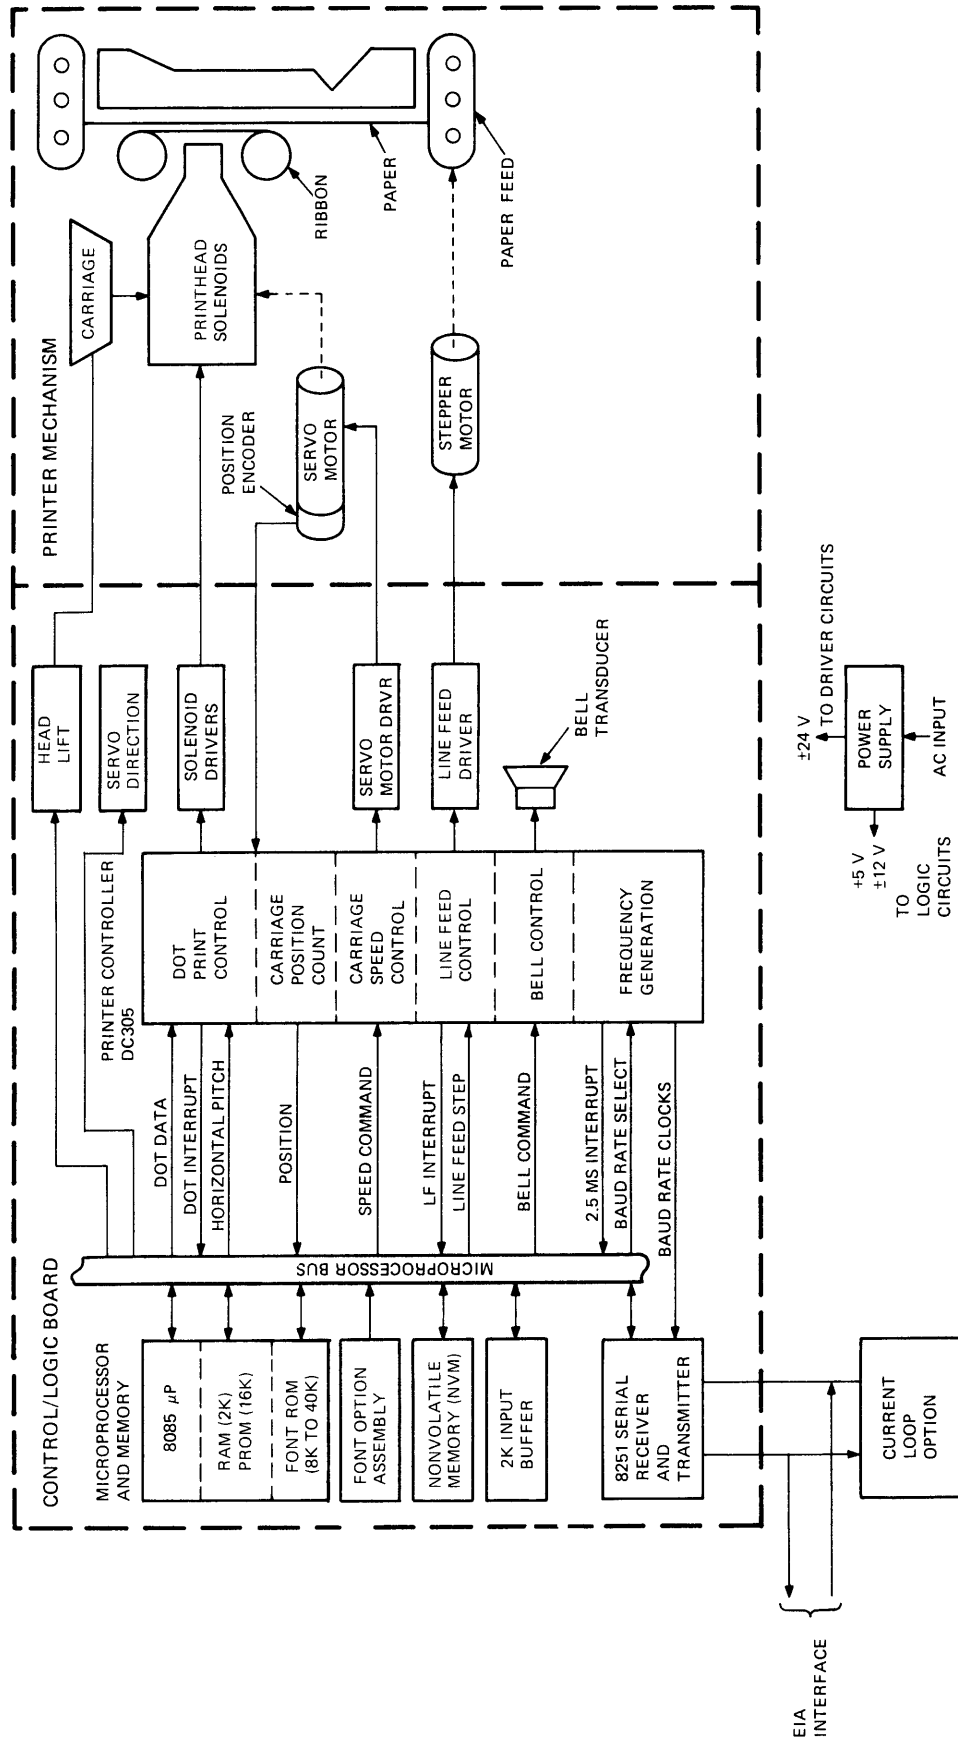 CONTROL/LOGIC BOARD
PRINTER MECHANISM
MICROPROCESSOR
AND MEMORY
8085 µP
RAM (2K)
PROM (16K)
FONT ROM
(8K TO 40K)
FONT OPTION
ASSEMBLY
NONVOLATILE
MEMORY (NVM)
2K INPUT
BUFFER
8251 SERIAL
RECEIVER
AND
TRANSMITTER
MICROPROCESSOR BUS
DOT DATA
DOT INTERRUPT
HORIZONTAL PITCH
POSITION
SPEED COMMAND
LF INTERRUPT
LINE FEED STEP
BELL COMMAND
2.5 MS INTERRUPT
BAUD RATE SELECT
BAUD RATE CLOCKS
PRINTER CONTROLLER
DC305
DOT
PRINT
CONTROL
CARRIAGE
POSITION
COUNT
CARRIAGE
SPEED
CONTROL
LINE FEED
CONTROL
BELL CONTROL
FREQUENCY
GENERATION
HEAD
LIFT
SERVO
DIRECTION
SOLENOID
DRIVERS
SERVO
MOTOR DRVR
LINE FEED
DRIVER
BELL
TRANSDUCER
POSITION
ENCODER
SERVO
MOTOR
STEPPER
MOTOR
CARRIAGE
PRINTHEAD
SOLENOIDS
RIBBON
PAPER
PAPER FEED
EIA
INTERFACE
CURRENT
LOOP
OPTION
+5 V
±12 V
TO
LOGIC
CIRCUITS
POWER
SUPPLY
±24 V
TO DRIVER CIRCUITS
AC INPUT